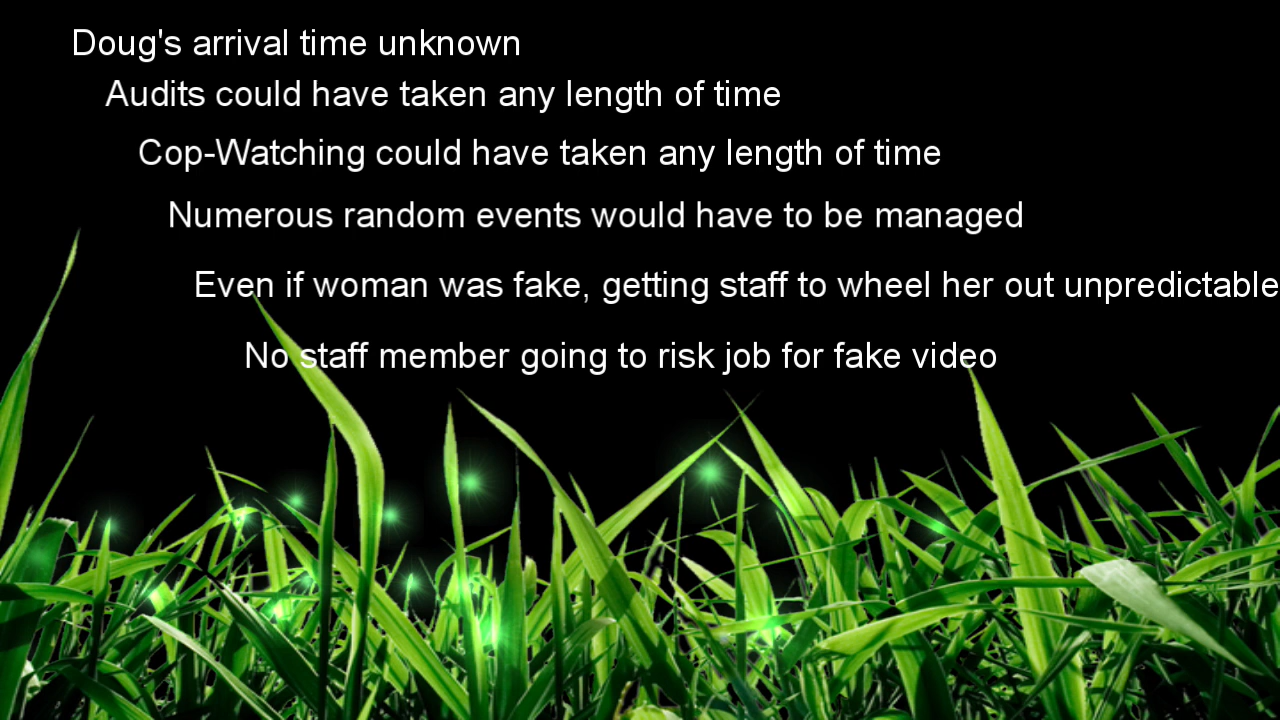 Doug's arrival time unknown
Audits could have taken any length of time
Cop-Watching could have taken any length of time
Numerous random events would have to be managed
Even if woman was fake, getting staff to wheel her out unpredictable
No staff member going to risk job for fake video